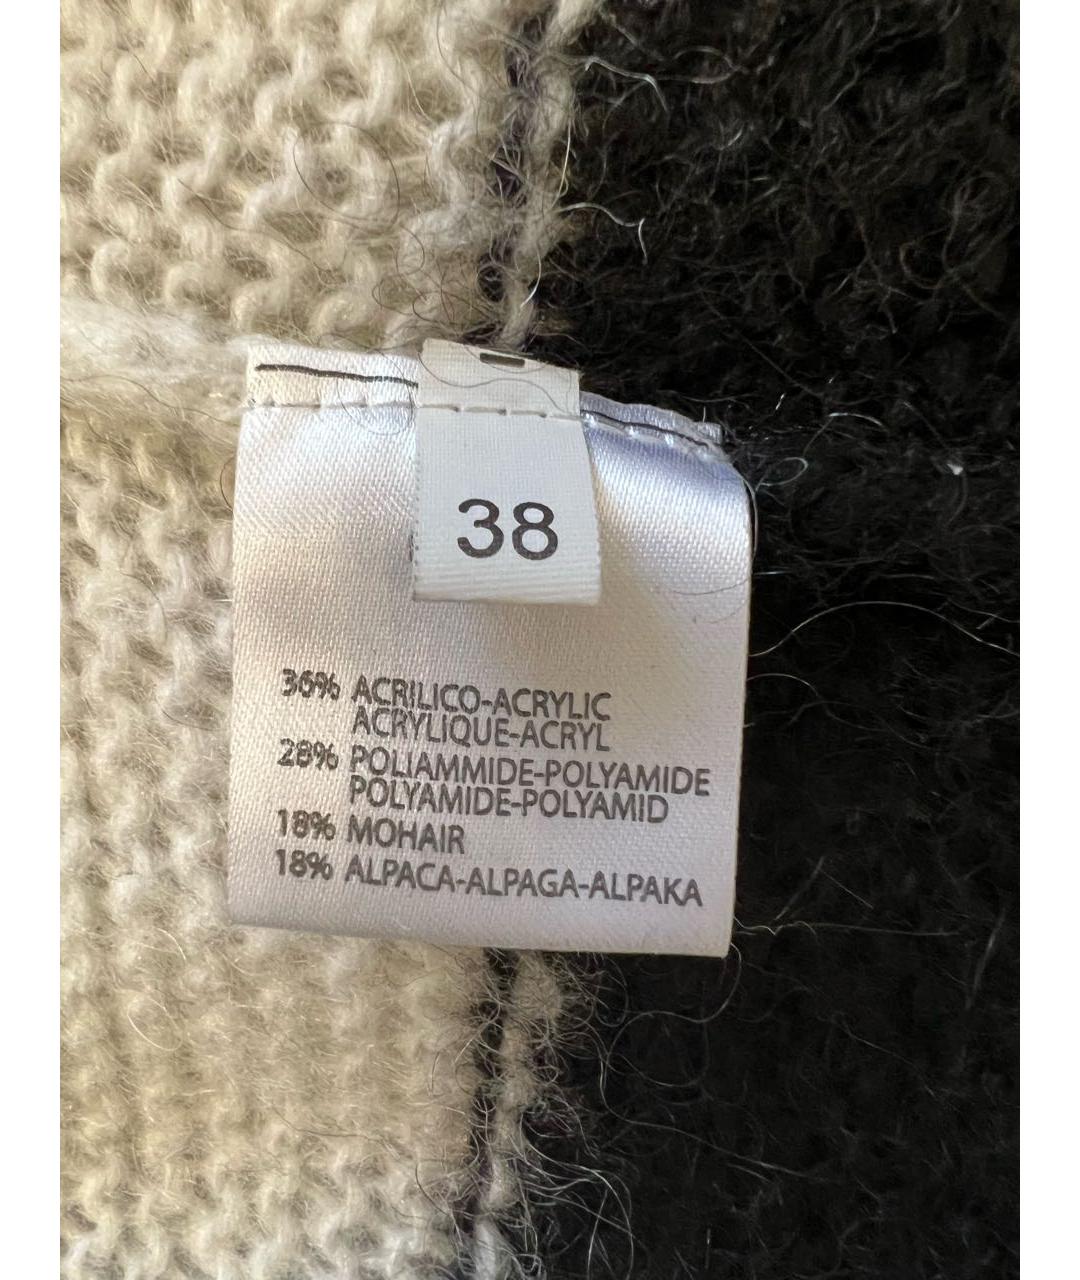 38
36% ACRILICO-ACRYLIC
ACRYLIQUE-ACRYL
28% POLIAMMIDE-POLYAMIDE
POLYAMIDE-POLYAMID
18% MOHAIR
18% ALPACA-ALPAGA-ALPAKA